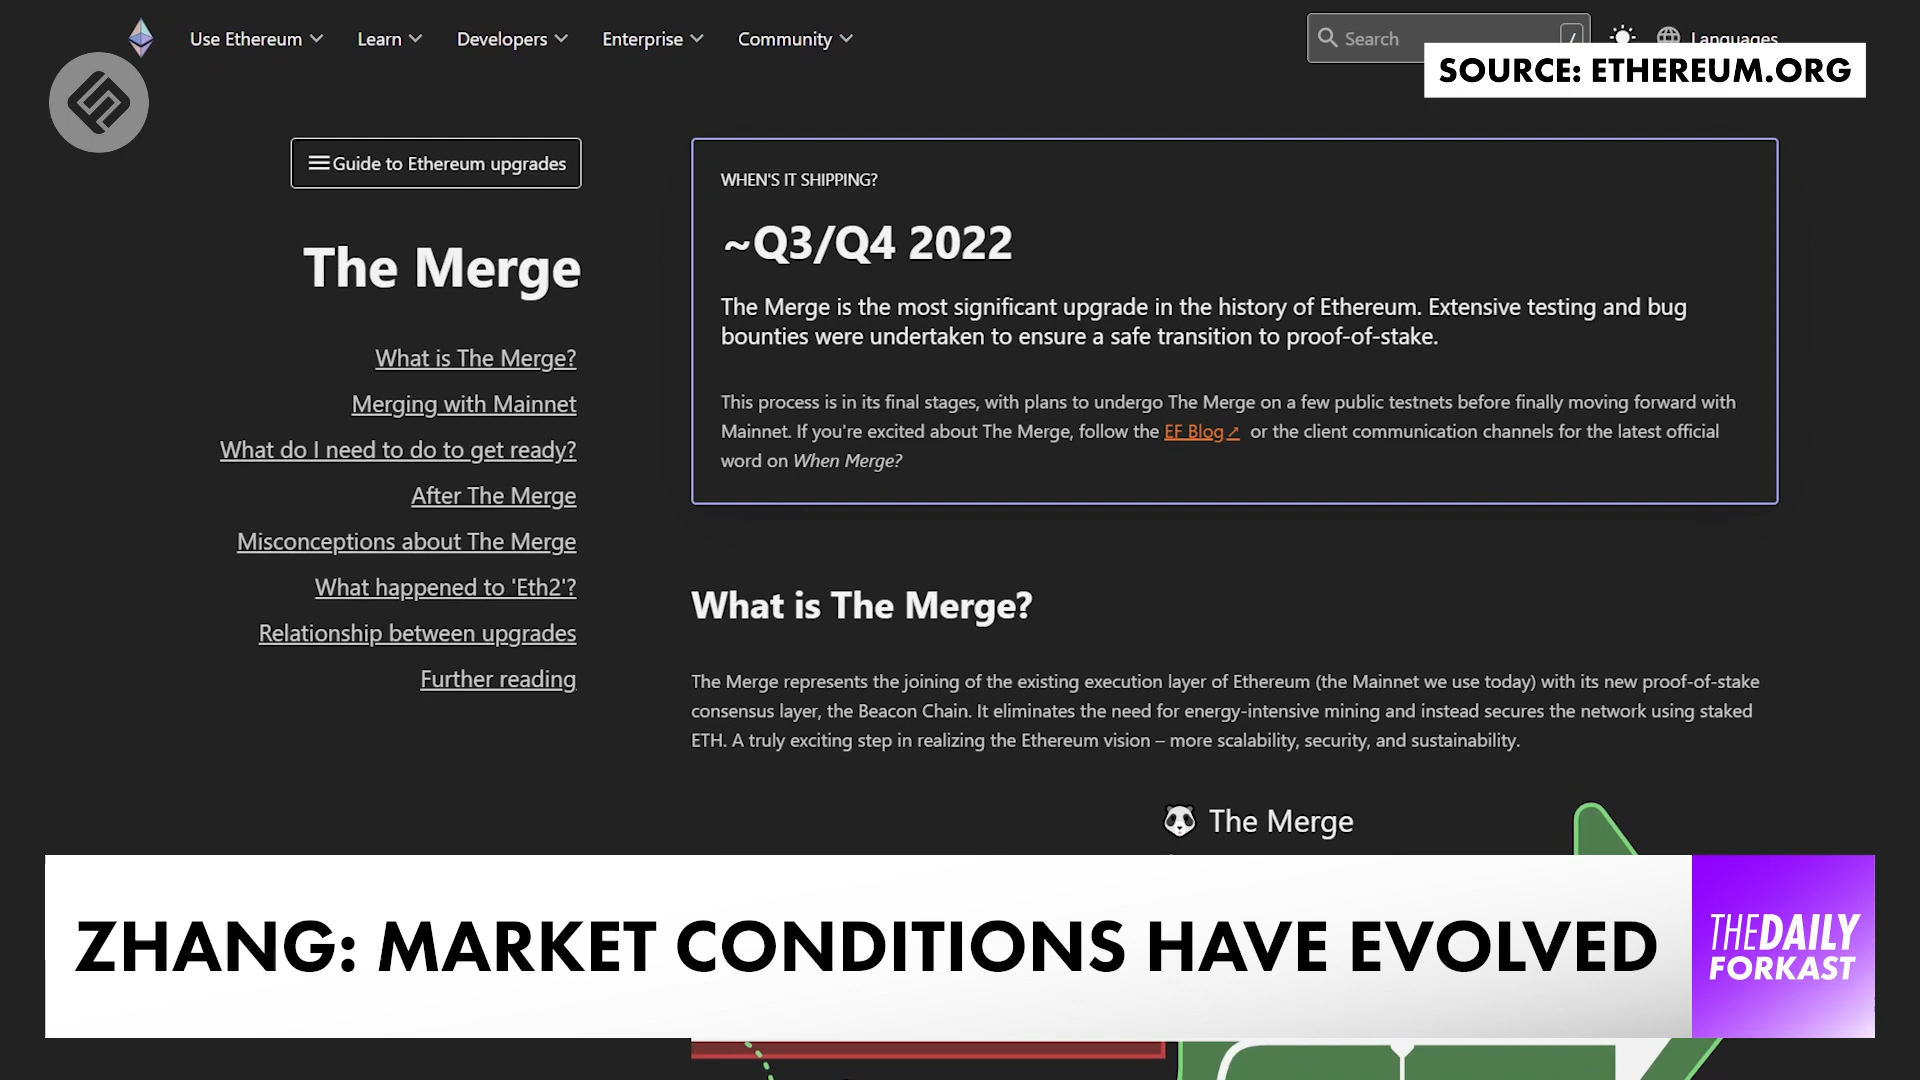 Use Ethereum Learn Developers Enterprise Community Search / Languages
SOURCE: ETHEREUM.ORG
Guide to Ethereum upgrades
The Merge
What is The Merge?
Merging with Mainnet
What do I need to do to get ready?
After The Merge
Misconceptions about The Merge
What happened to 'Eth2'?
Relationship between upgrades
Further reading
WHEN'S IT SHIPPING?
~Q3/Q4 2022
The Merge is the most significant upgrade in the history of Ethereum. Extensive testing and bug
bounties were undertaken to ensure a safe transition to proof-of-stake.
This process is in its final stages, with plans to undergo The Merge on a few public testnets before finally moving forward with
Mainnet. If you're excited about The Merge, follow the EF Blog↗ or the client communication channels for the latest official
word on When Merge?
What is The Merge?
The Merge represents the joining of the existing execution layer of Ethereum (the Mainnet we use today) with its new proof-of-stake
consensus layer, the Beacon Chain. It eliminates the need for energy-intensive mining and instead secures the network using staked
ETH. A truly exciting step in realizing the Ethereum vision – more scalability, security, and sustainability.
🐼 The Merge
ZHANG: MARKET CONDITIONS HAVE EVOLVED
THEDAILY
FORKAST